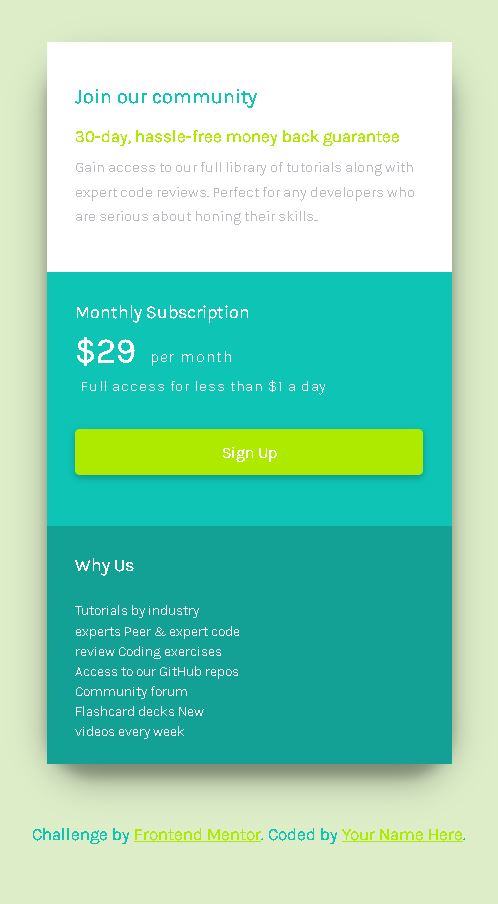 Join our community
30-day, hassle-free money back guarantee
Gain access to our full library of tutorials along with
expert code reviews. Perfect for any developers who
are serious about honing their skills.
Monthly Subscription
$29 per month
Full access for less than $1 a day
Sign Up
Why Us
Tutorials by industry
experts Peer & expert code
review Coding exercises
Access to our GitHub repos
Community forum
Flashcard decks New
videos every week
Challenge by Frontend Mentor. Coded by Your Name Here.